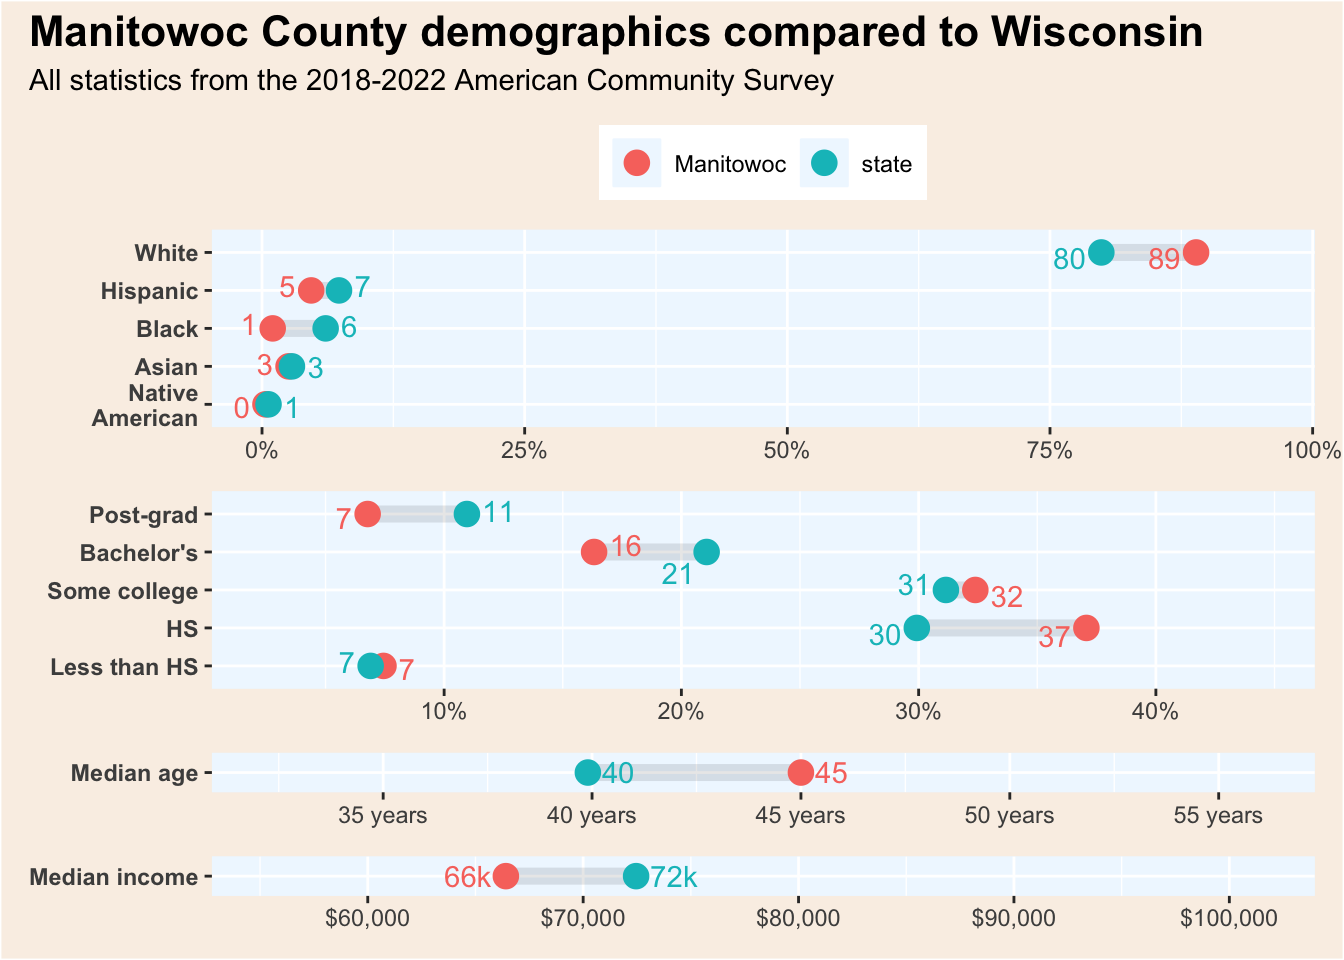 Manitowoc County demographics compared to Wisconsin
All statistics from the 2018-2022 American Community Survey
Manitowoc state
White 80 89
Hispanic 5 7
Black 1 6
Asian 3 3
Native
American 0 1
0% 25% 50% 75% 100%
Post-grad 7 11
Bachelor's 16 21
Some college 31 32
HS 30 37
Less than HS 7 7
10% 20% 30% 40%
Median age 40 45
35 years 40 years 45 years 50 years 55 years
Median income 66k 72k
$60,000 $70,000 $80,000 $90,000 $100,000